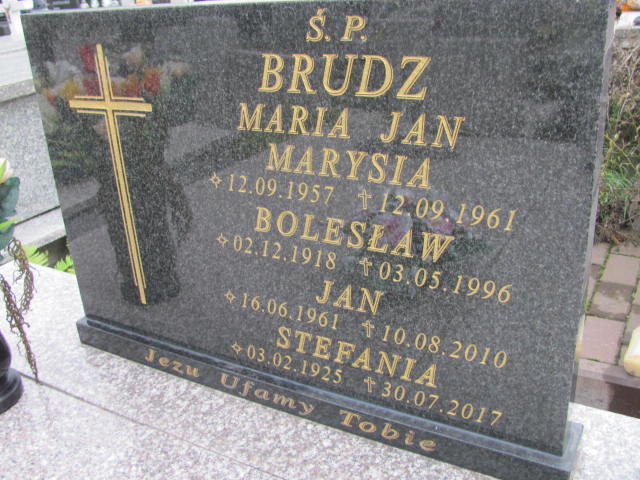 Ś. P.
BRUDZ
MARIA JAN
MARYSIA
✧ 12.09.1957 ✝ 12.09.1961
BOLESŁAW
✧ 02.12.1918 ✝ 03.05.1996
JAN
✧ 16.06.1961 ✝ 10.08.2010
STEFANIA
✧ 03.02.1925 ✝ 30.07.2017
Jezu Ufamy Tobie